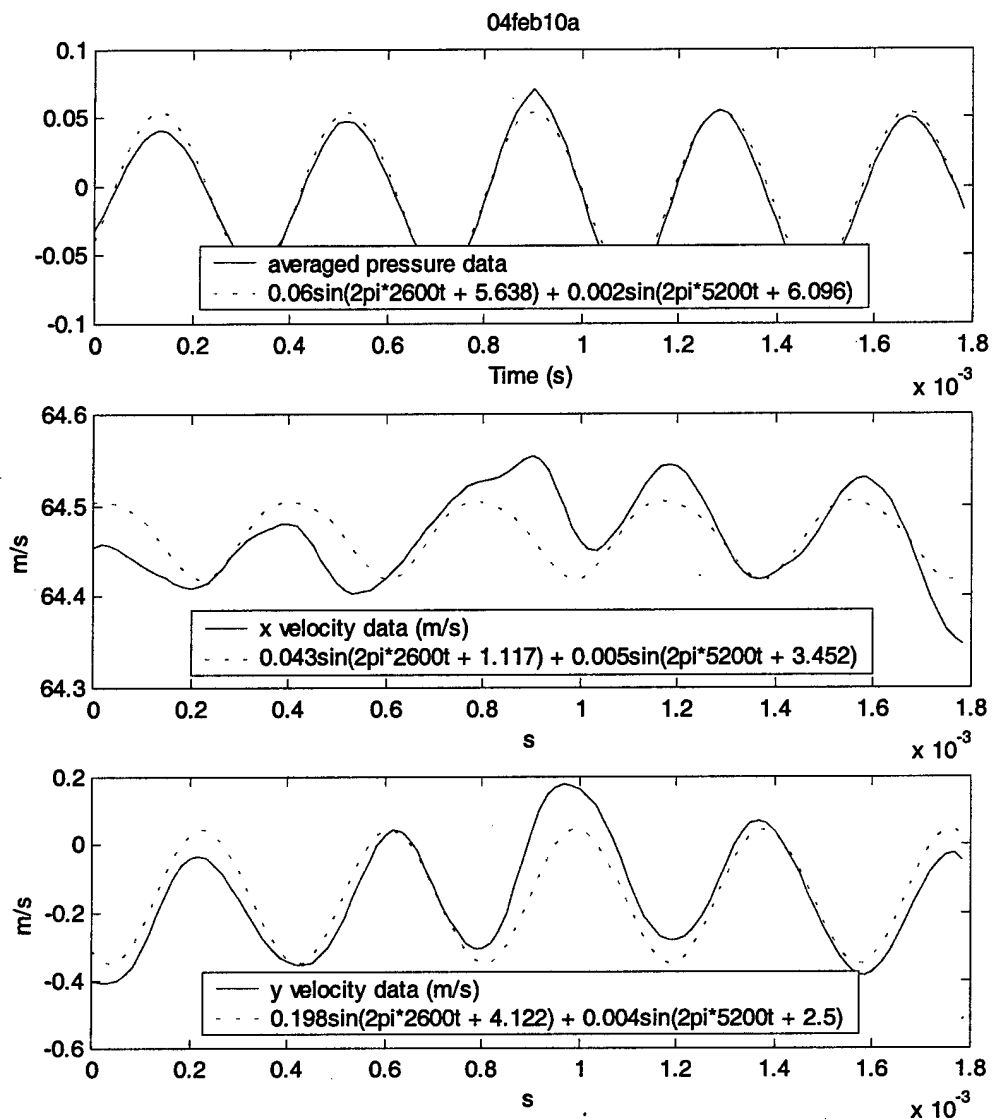 04feb10a
0.1
0.05
0
-0.05
-0.1
averaged pressure data
0.06sin(2pi*2600t + 5.638) + 0.002sin(2pi*5200t + 6.096)
0 0.2 0.4 0.6 0.8 1 1.2 1.4 1.6 1.8
Time (s)
x 10^-3
64.6
64.5
64.4
64.3
m/s
x velocity data (m/s)
0.043sin(2pi*2600t + 1.117) + 0.005sin(2pi*5200t + 3.452)
0 0.2 0.4 0.6 0.8 1 1.2 1.4 1.6 1.8
s
x 10^-3
0.2
0
-0.2
-0.4
-0.6
m/s
y velocity data (m/s)
0.198sin(2pi*2600t + 4.122) + 0.004sin(2pi*5200t + 2.5)
0 0.2 0.4 0.6 0.8 1 1.2 1.4 1.6 1.8
s
x 10^-3